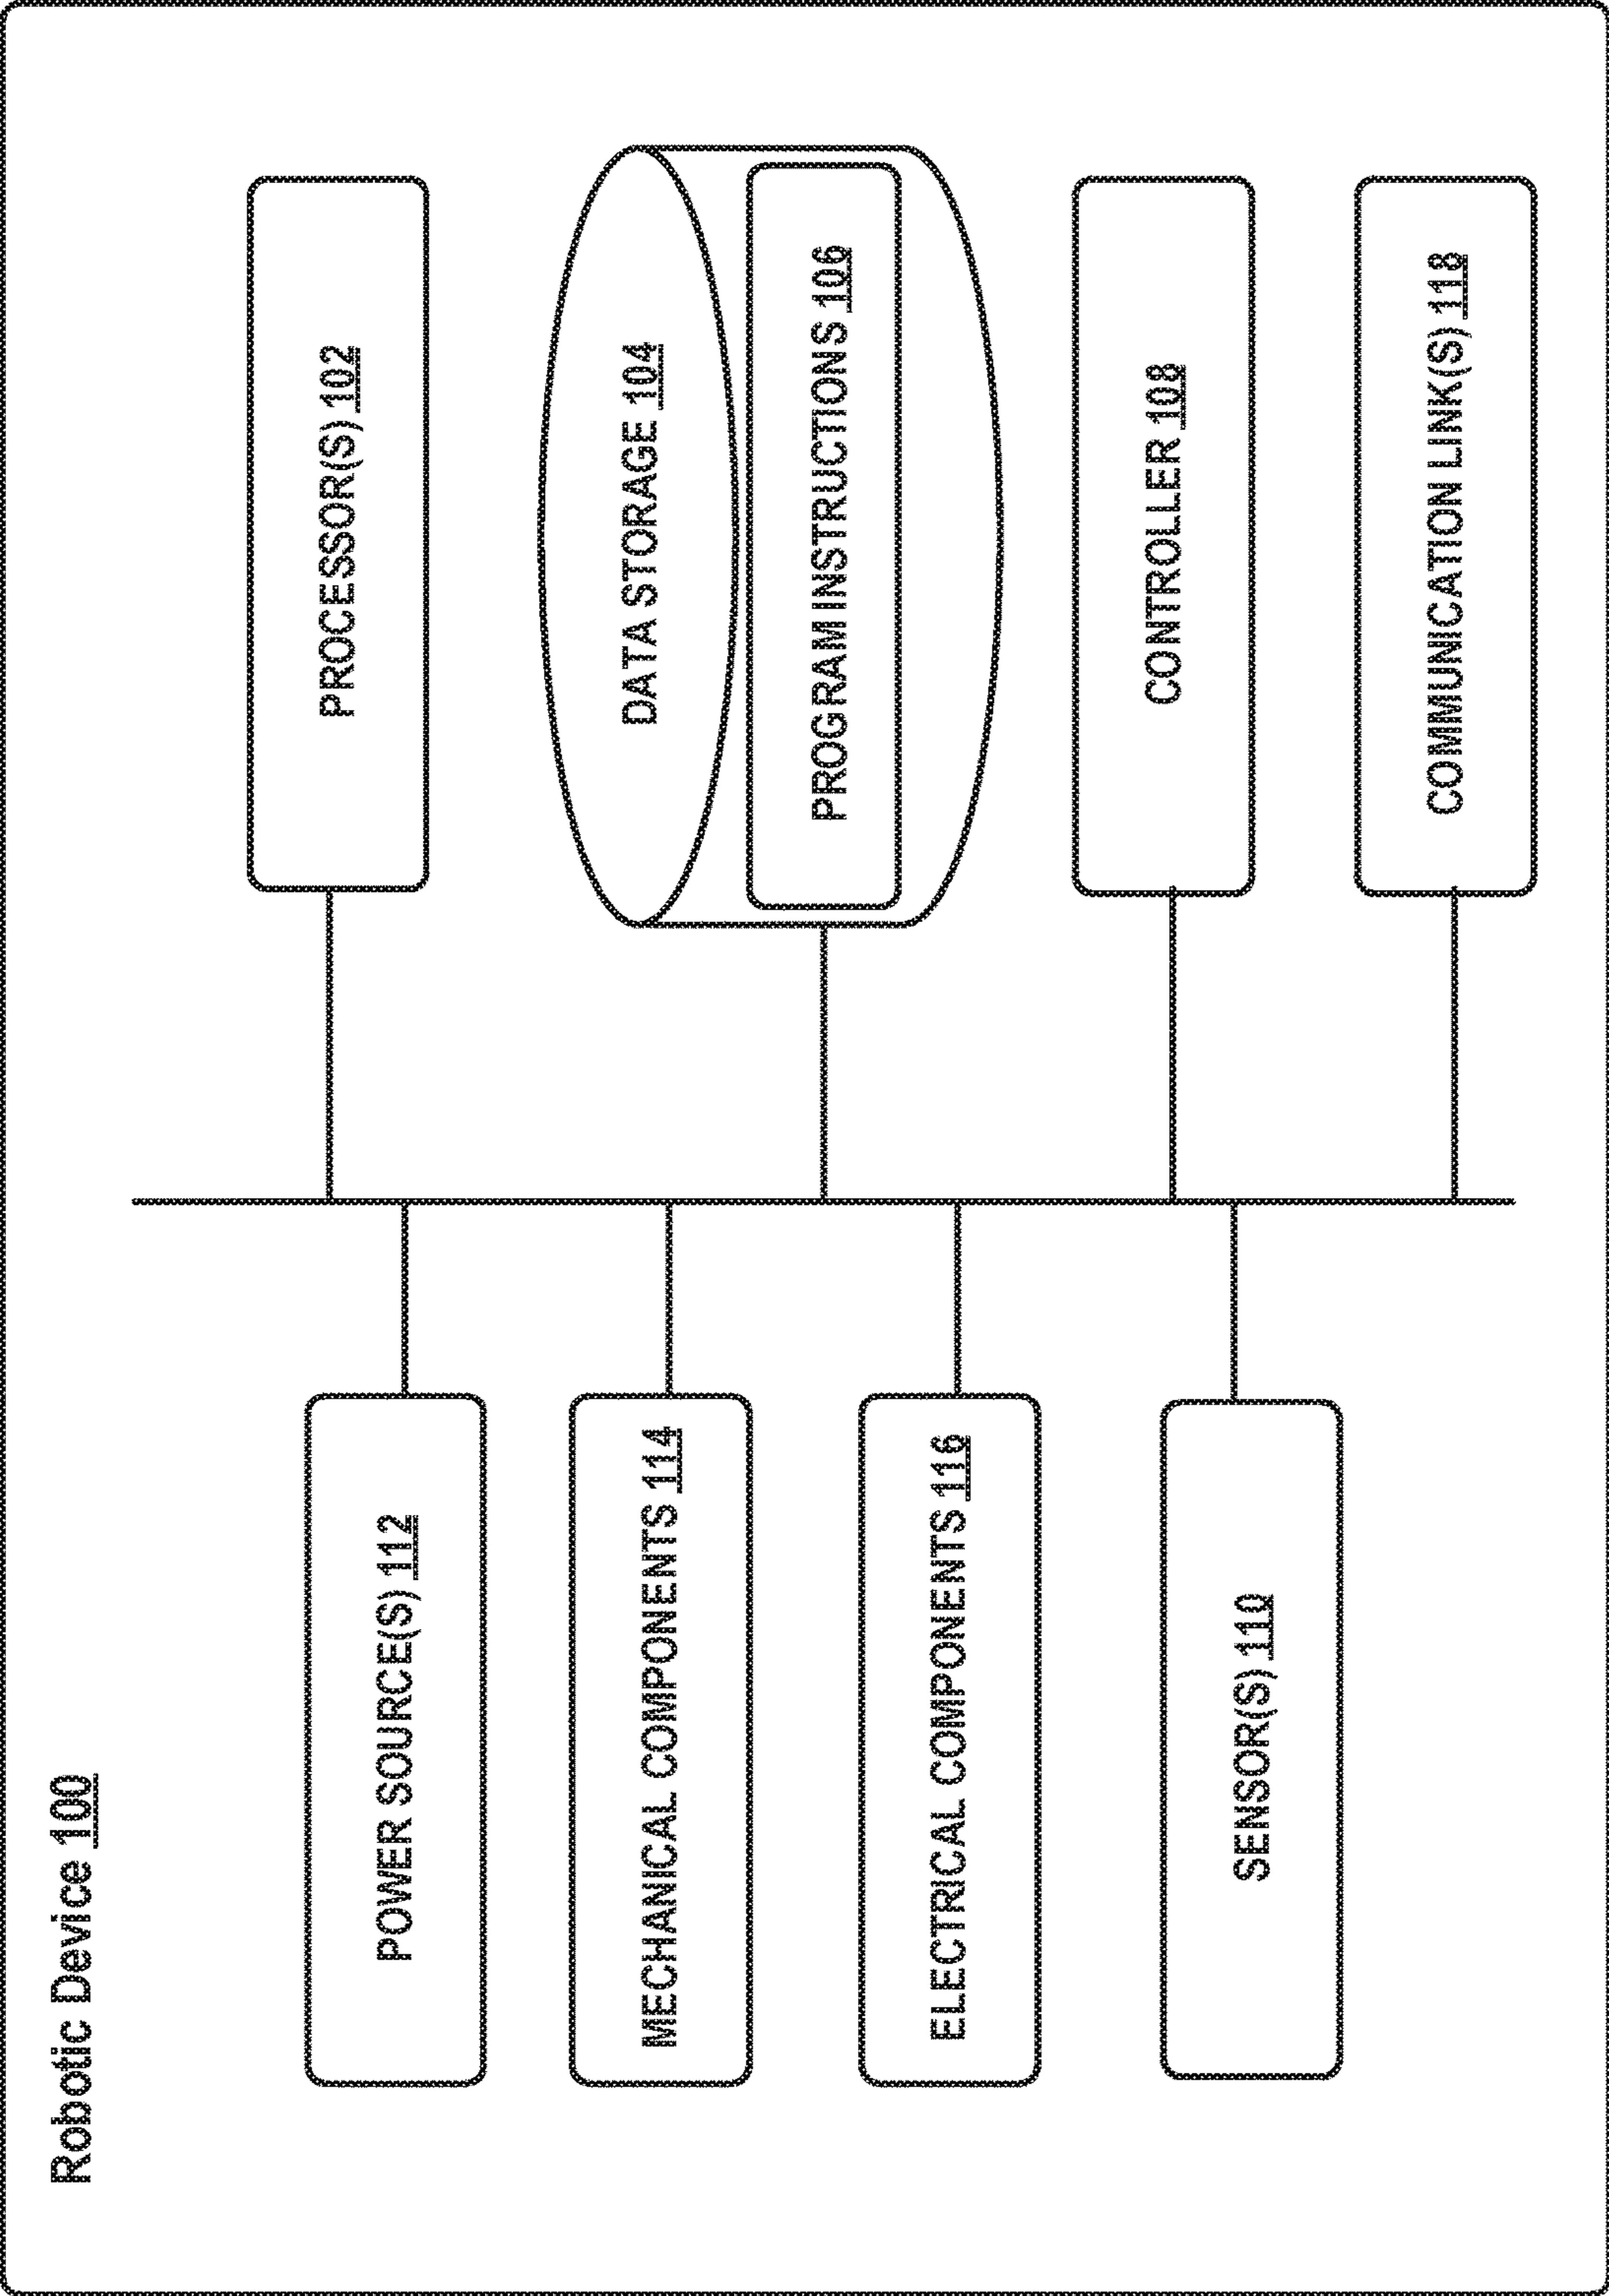 Robotic Device 100
POWER SOURCE(S) 112
MECHANICAL COMPONENTS 114
ELECTRICAL COMPONENTS 116
SENSOR(S) 110
PROCESSOR(S) 102
DATA STORAGE 104
PROGRAM INSTRUCTIONS 106
CONTROLLER 108
COMMUNICATION LINK(S) 118